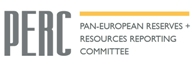 PERC
PAN-EUROPEAN RESERVES +
RESOURCES REPORTING
COMMITTEE